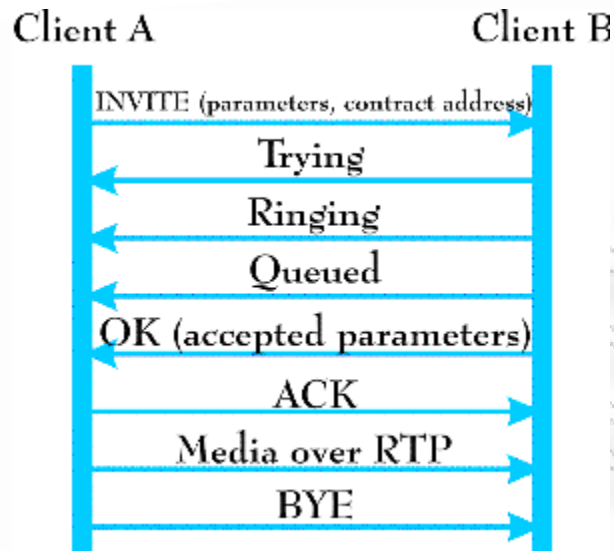 Client A
Client B
INVITE (parameters, contract address)
Trying
Ringing
Queued
OK (accepted parameters)
ACK
Media over RTP
BYE